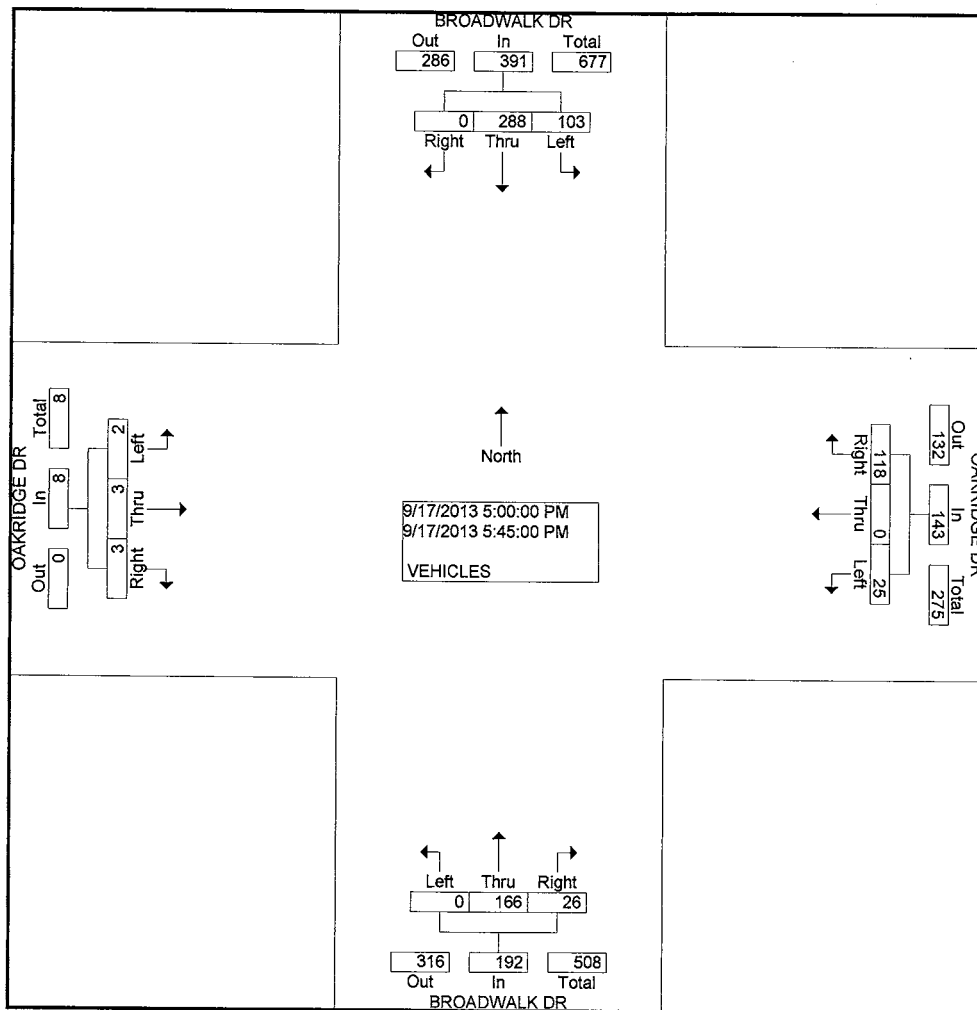 BROADWALK DR
Out In Total
286 391 677
0 288 103
Right Thru Left
OAKRIDGE DR
Total In Out
8 8 0
2 3 3
Left Thru Right
North
9/17/2013 5:00:00 PM
9/17/2013 5:45:00 PM
VEHICLES
Right Thru Left
118 0 25
Out In Total
132 143 275
OAKRIDGE DR
Left Thru Right
0 166 26
316 192 508
Out In Total
BROADWALK DR